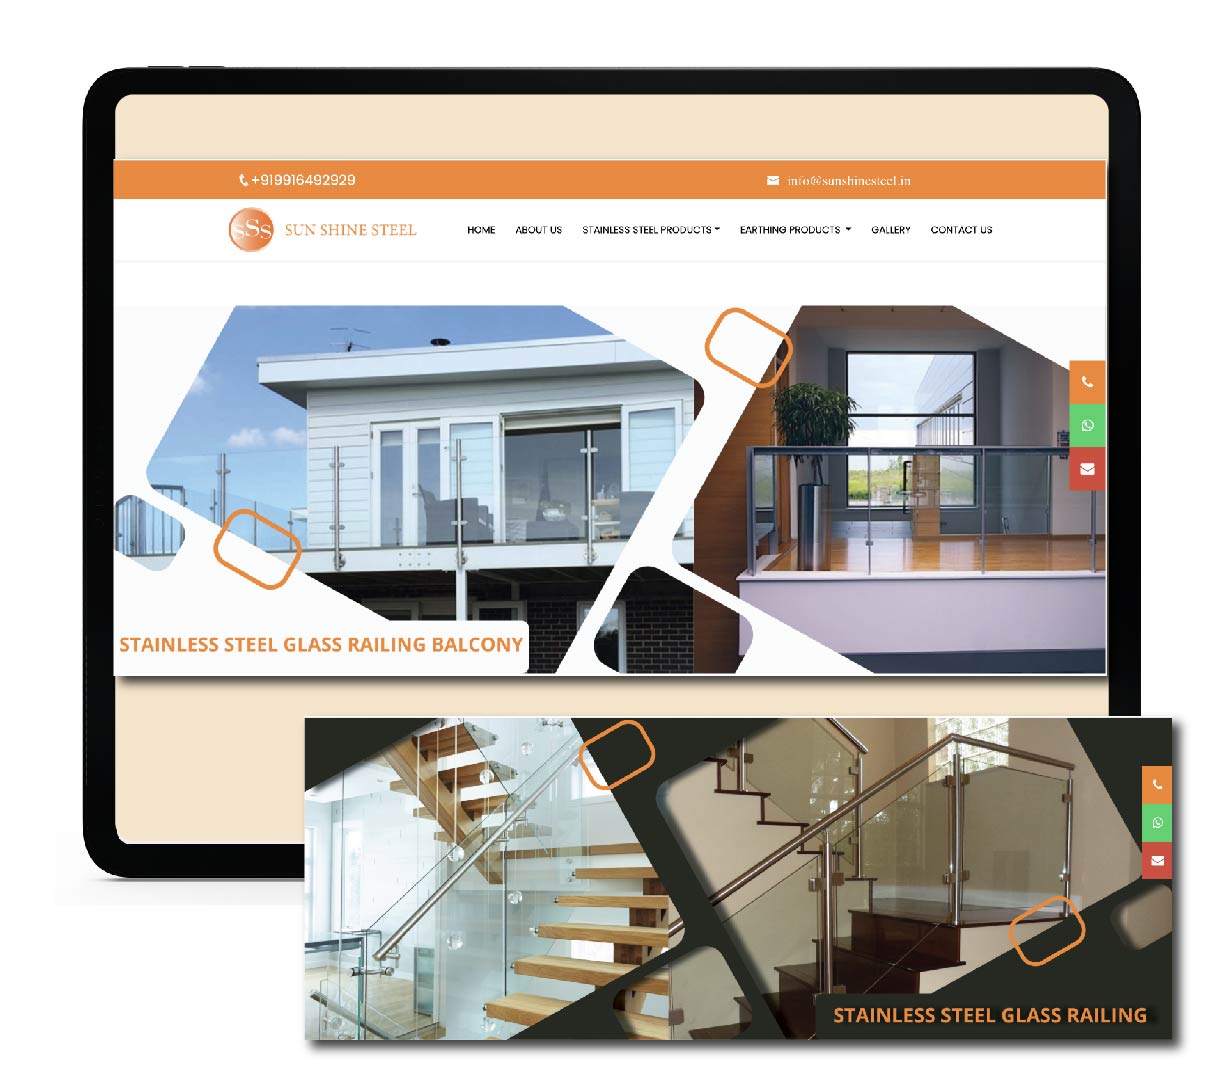 +919916492929
info@sunshinesteel.in
SSS SUN SHINE STEEL
HOME ABOUT US STAINLESS STEEL PRODUCTS EARTHING PRODUCTS GALLERY CONTACT US
STAINLESS STEEL GLASS RAILING BALCONY
STAINLESS STEEL GLASS RAILING